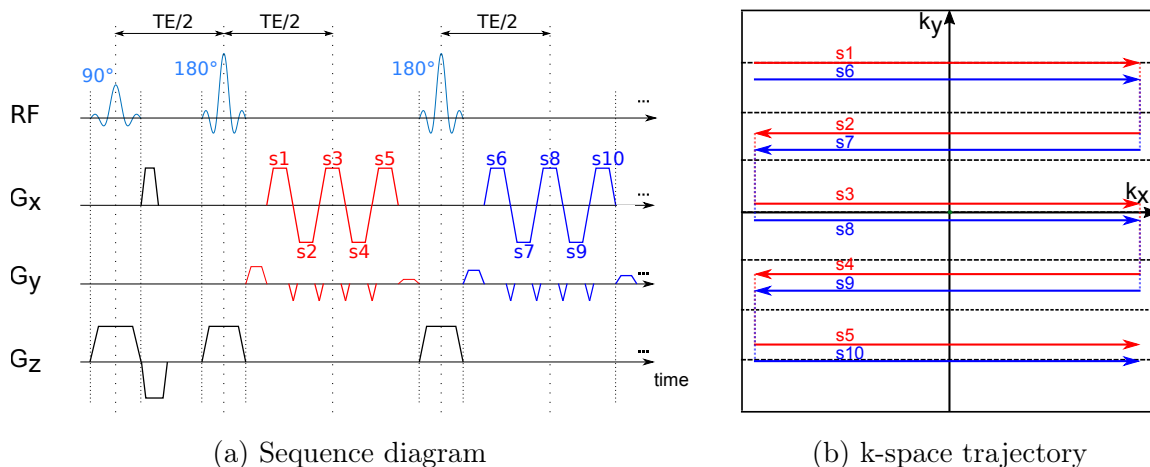 TE/2 TE/2 TE/2
90° 180° 180°
RF ...
s1 s3 s5 s6 s8 s10
Gx ...
s2 s4 s7 s9
Gy ...
Gz ...
time
(a) Sequence diagram
ky
s1
s6
s2
s7
s3
kx
s8
s4
s9
s5
s10
(b) k-space trajectory